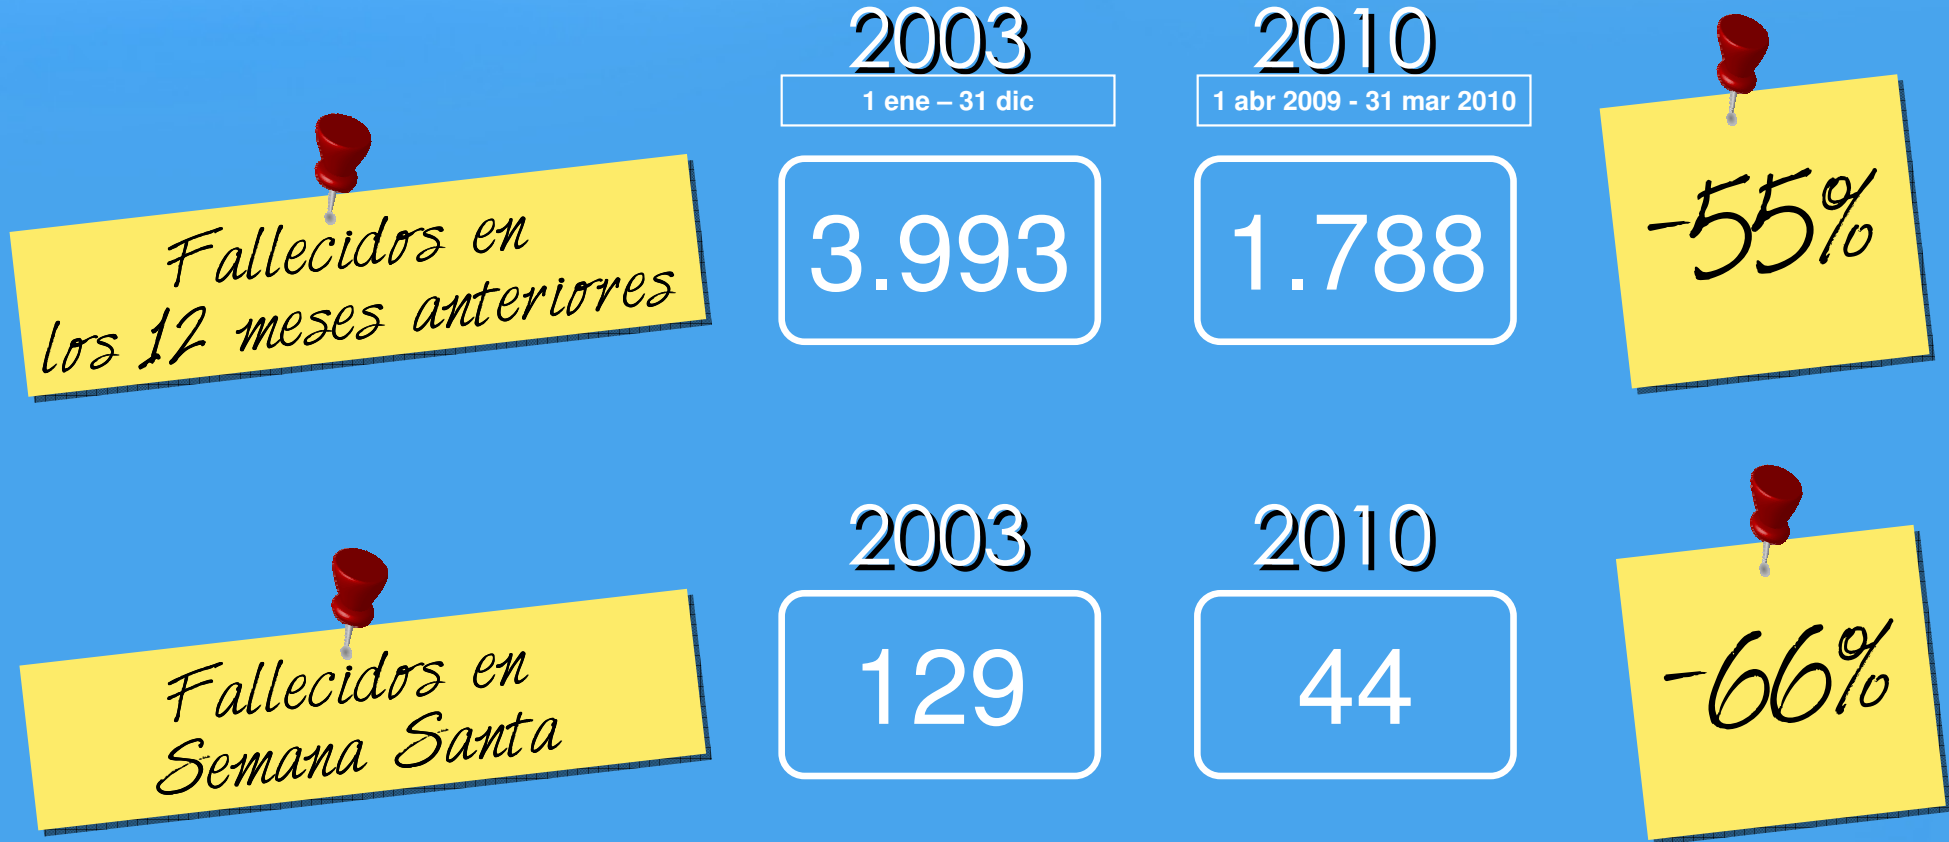 2003
2010
1 ene – 31 dic
1 abr 2009 - 31 mar 2010
Fallecidos en
los 12 meses anteriores
3.993
1.788
-55%
2003
2010
Fallecidos en
Semana Santa
129
44
-66%